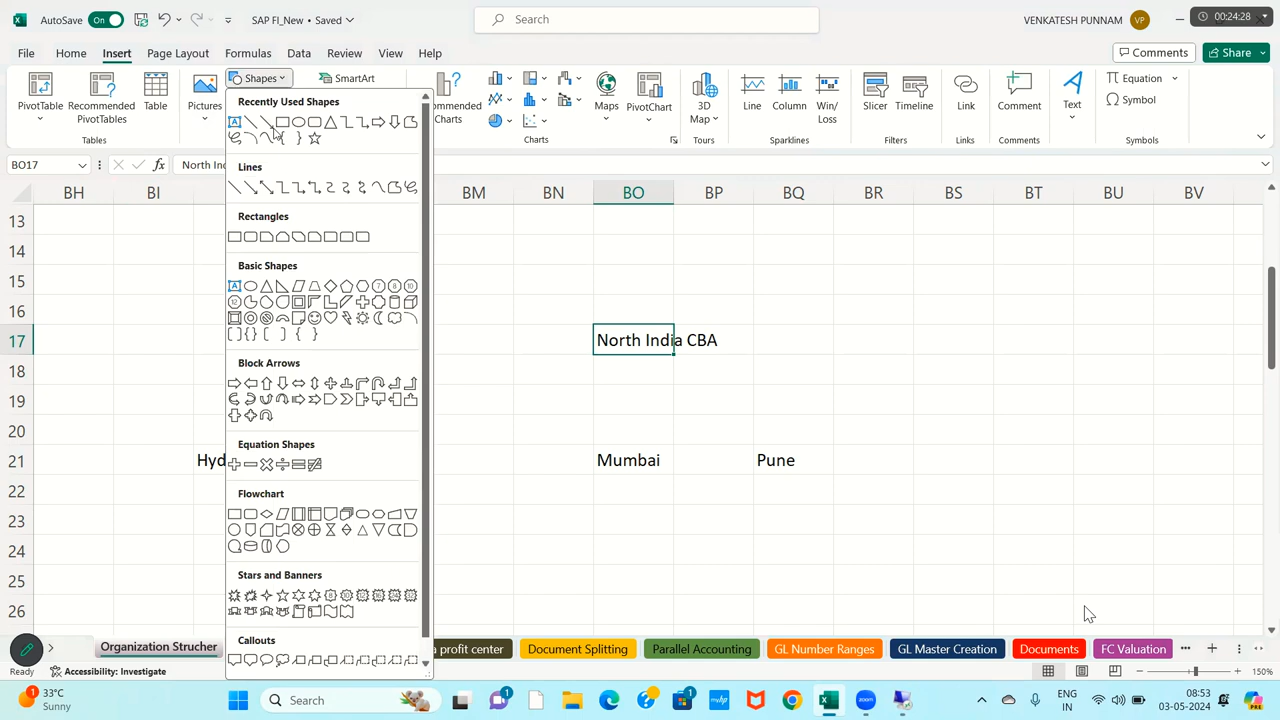 AutoSave On SAP FI_New • Saved Search VENKATESH PUNNAM VP 00:24:28
File Home Insert Page Layout Formulas Data Review View Help Comments Share
PivotTable Recommended PivotTables Table Pictures Shapes SmartArt Charts Maps PivotChart 3D Map Line Column Win/Loss Slicer Timeline Link Comment Text Equation Symbol
Tables Charts Tours Sparklines Filters Links Comments Symbols
BO17 fx North Ind
BH BI BM BN BO BP BQ BR BS BT BU BV
Recently Used Shapes
Lines
Rectangles
Basic Shapes
Block Arrows
Equation Shapes
Flowchart
Stars and Banners
Callouts
13
14
15
16
17 North India CBA
18
19
20
21 Hyd Mumbai Pune
22
23
24
25
26
Organization Strucher a profit center Document Splitting Parallel Accounting GL Number Ranges GL Master Creation Documents FC Valuation
Ready Accessibility: Investigate 150%
33°C
Sunny
Search
ENG
IN
08:53
03-05-2024